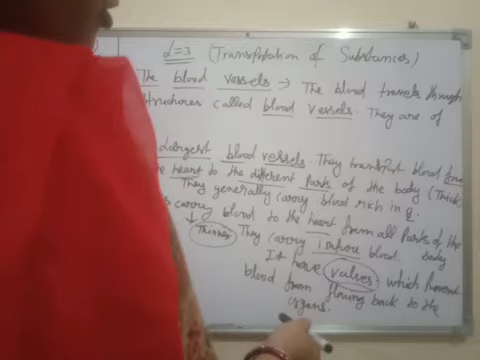 L=3 (Transportation of Substances)
The blood vessels → The blood travels through
structures called blood vessels. They are of
Largest blood vessels. They transport blood from
heart to the different parts of the body (Thick
They generally carry blood rich in
carry blood to the heart from all parts of the
body
Thinner They carry impure blood.
It have valves, which prevent
blood from flowing back to the
organs.